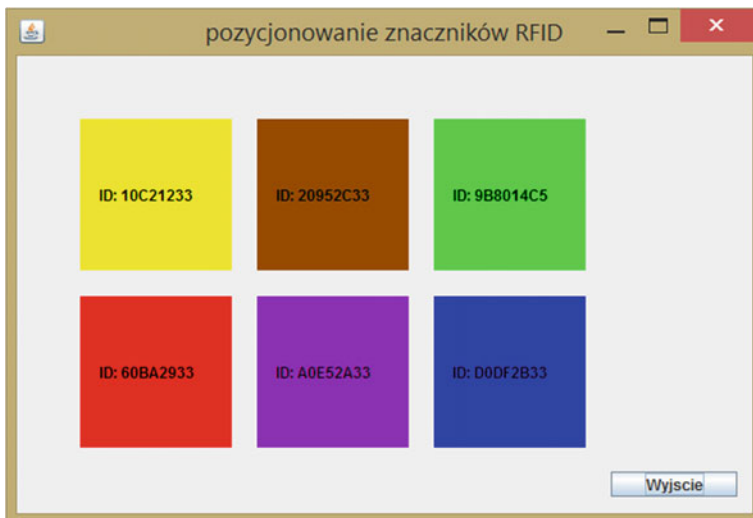 pozycjonowanie znaczników RFID
ID: 10C21233
ID: 20952C33
ID: 9B8014C5
ID: 60BA2933
ID: A0E52A33
ID: D0DF2B33
Wyjscie